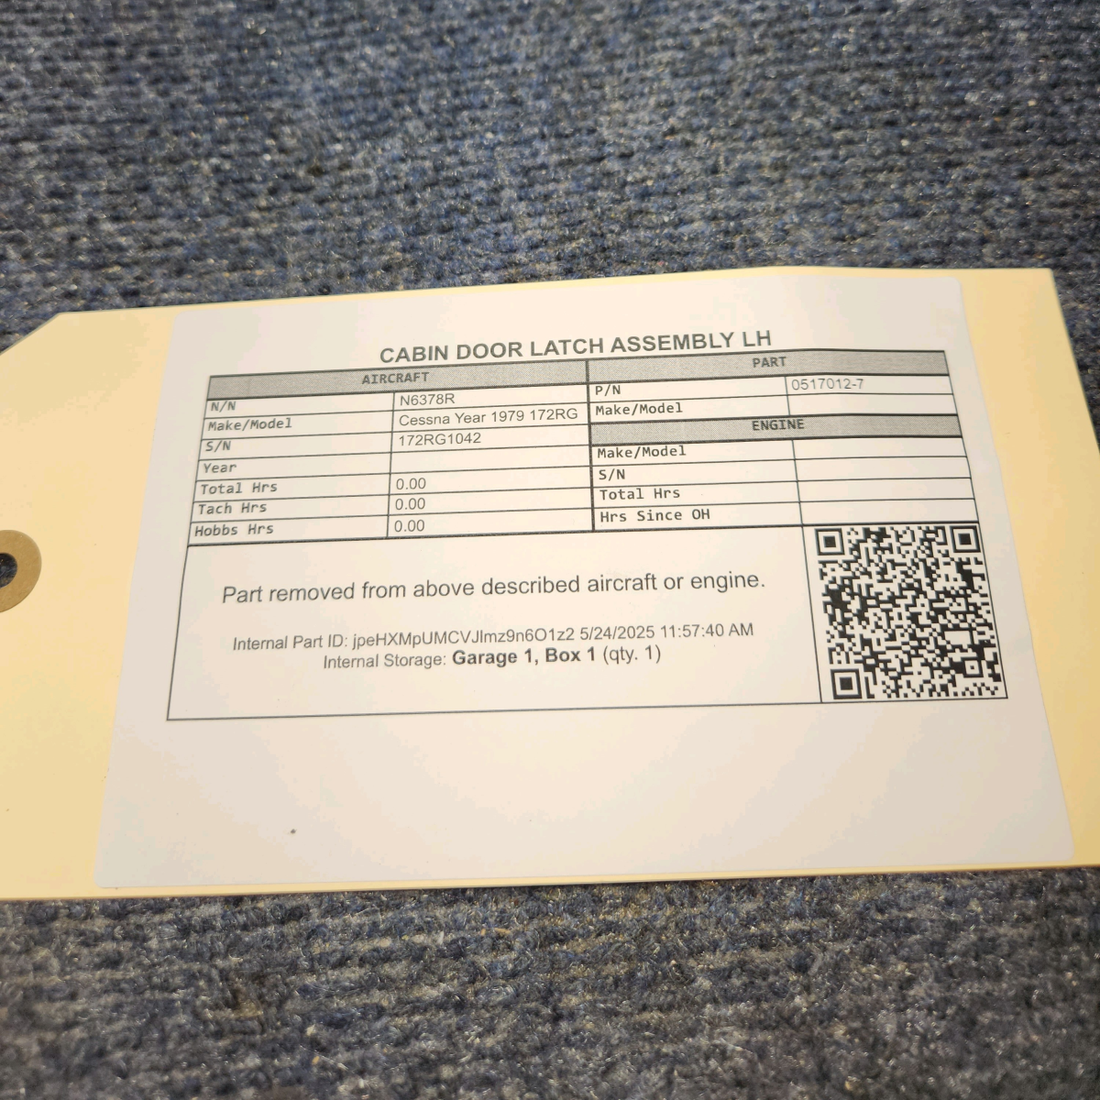 CABIN DOOR LATCH ASSEMBLY LH
AIRCRAFT
N/N N6378R
Make/Model Cessna Year 1979 172RG
S/N 172RG1042
Year
Total Hrs 0.00
Tach Hrs 0.00
Hobbs Hrs 0.00
PART
P/N 0517012-7
Make/Model
ENGINE
Make/Model
S/N
Total Hrs
Hrs Since OH
Part removed from above described aircraft or engine.
Internal Part ID: jpeHXMpUMCVJlmz9n6O1z2 5/24/2025 11:57:40 AM
Internal Storage: Garage 1, Box 1 (qty. 1)